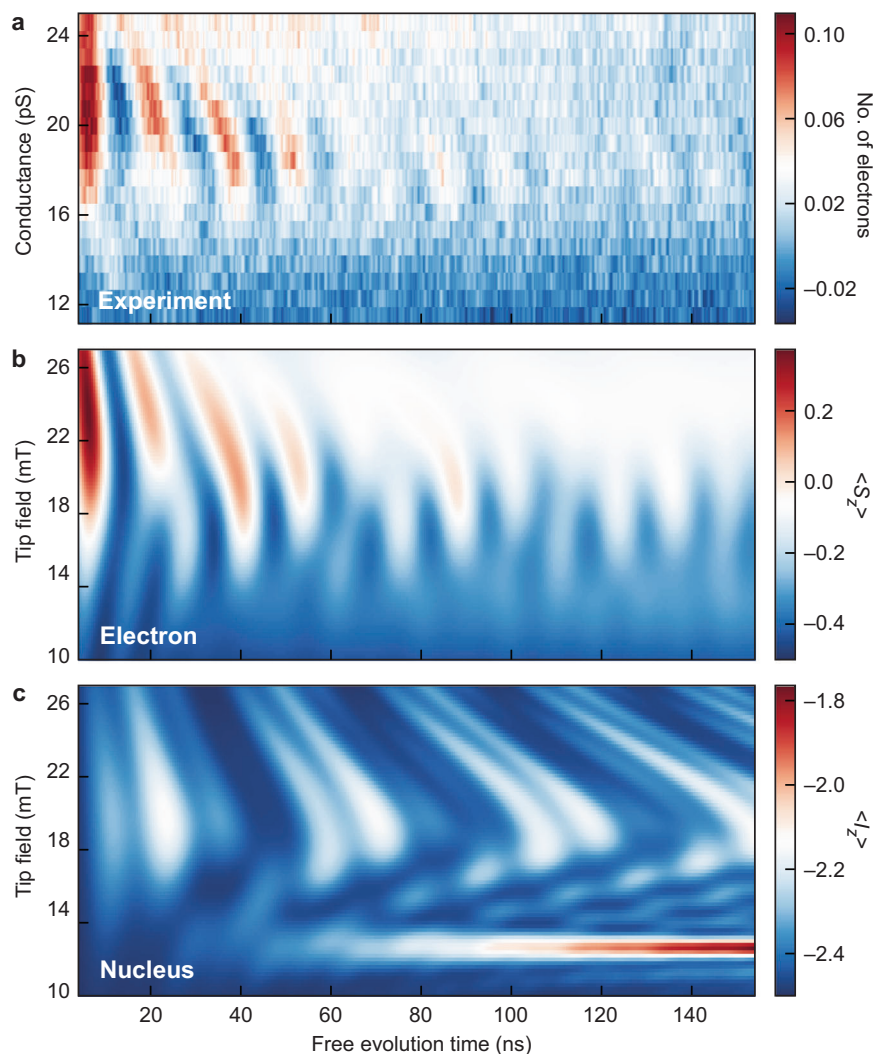 a
24
20
16
12
Conductance (pS)
Experiment
0.10
0.06
0.02
–0.02
No. of electrons
b
26
22
18
14
10
Tip field (mT)
Electron
0.2
0.0
–0.2
–0.4
<Sz>
c
26
22
18
14
10
Tip field (mT)
Nucleus
–1.8
–2.0
–2.2
–2.4
<Iz>
20 40 60 80 100 120 140
Free evolution time (ns)